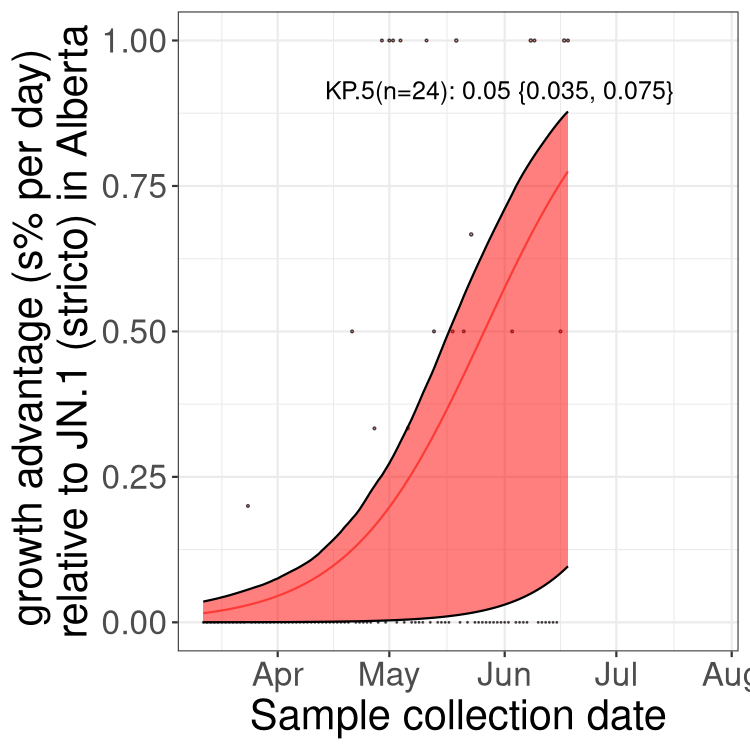 growth advantage (s% per day)
relative to JN.1 (stricto) in Alberta
1.00
0.75
0.50
0.25
0.00
KP.5(n=24): 0.05 {0.035, 0.075}
Apr May Jun Jul Aug
Sample collection date